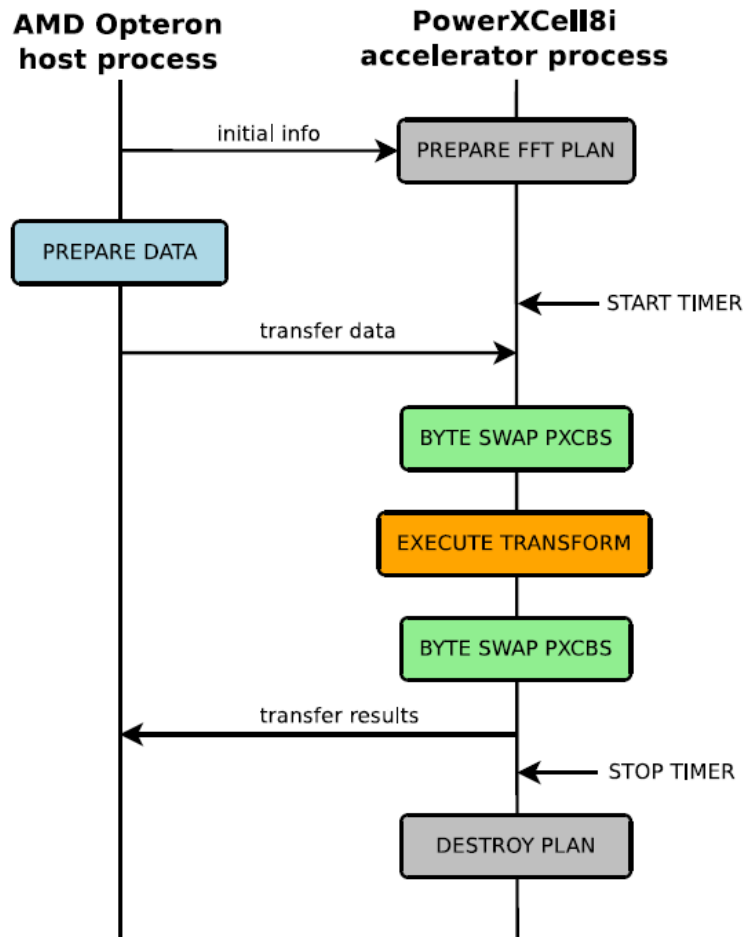 AMD Opteron
host process
PowerXCell8i
accelerator process
initial info
PREPARE FFT PLAN
PREPARE DATA
START TIMER
transfer data
BYTE SWAP PXCBS
EXECUTE TRANSFORM
BYTE SWAP PXCBS
transfer results
STOP TIMER
DESTROY PLAN